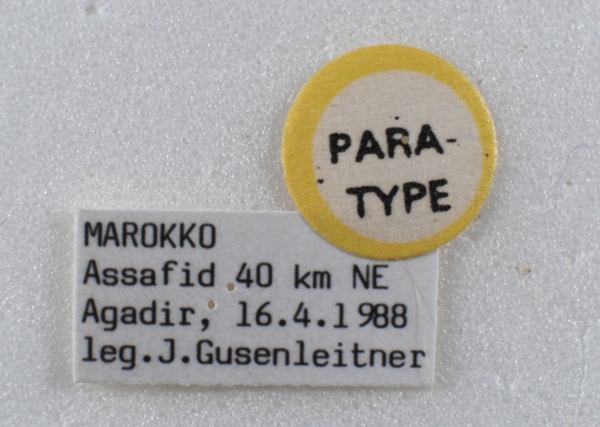 PARA-
TYPE
MAROKKO
Assafid 40 km NE
Agadir, 16.4.1988
leg.J.Gusenleitner